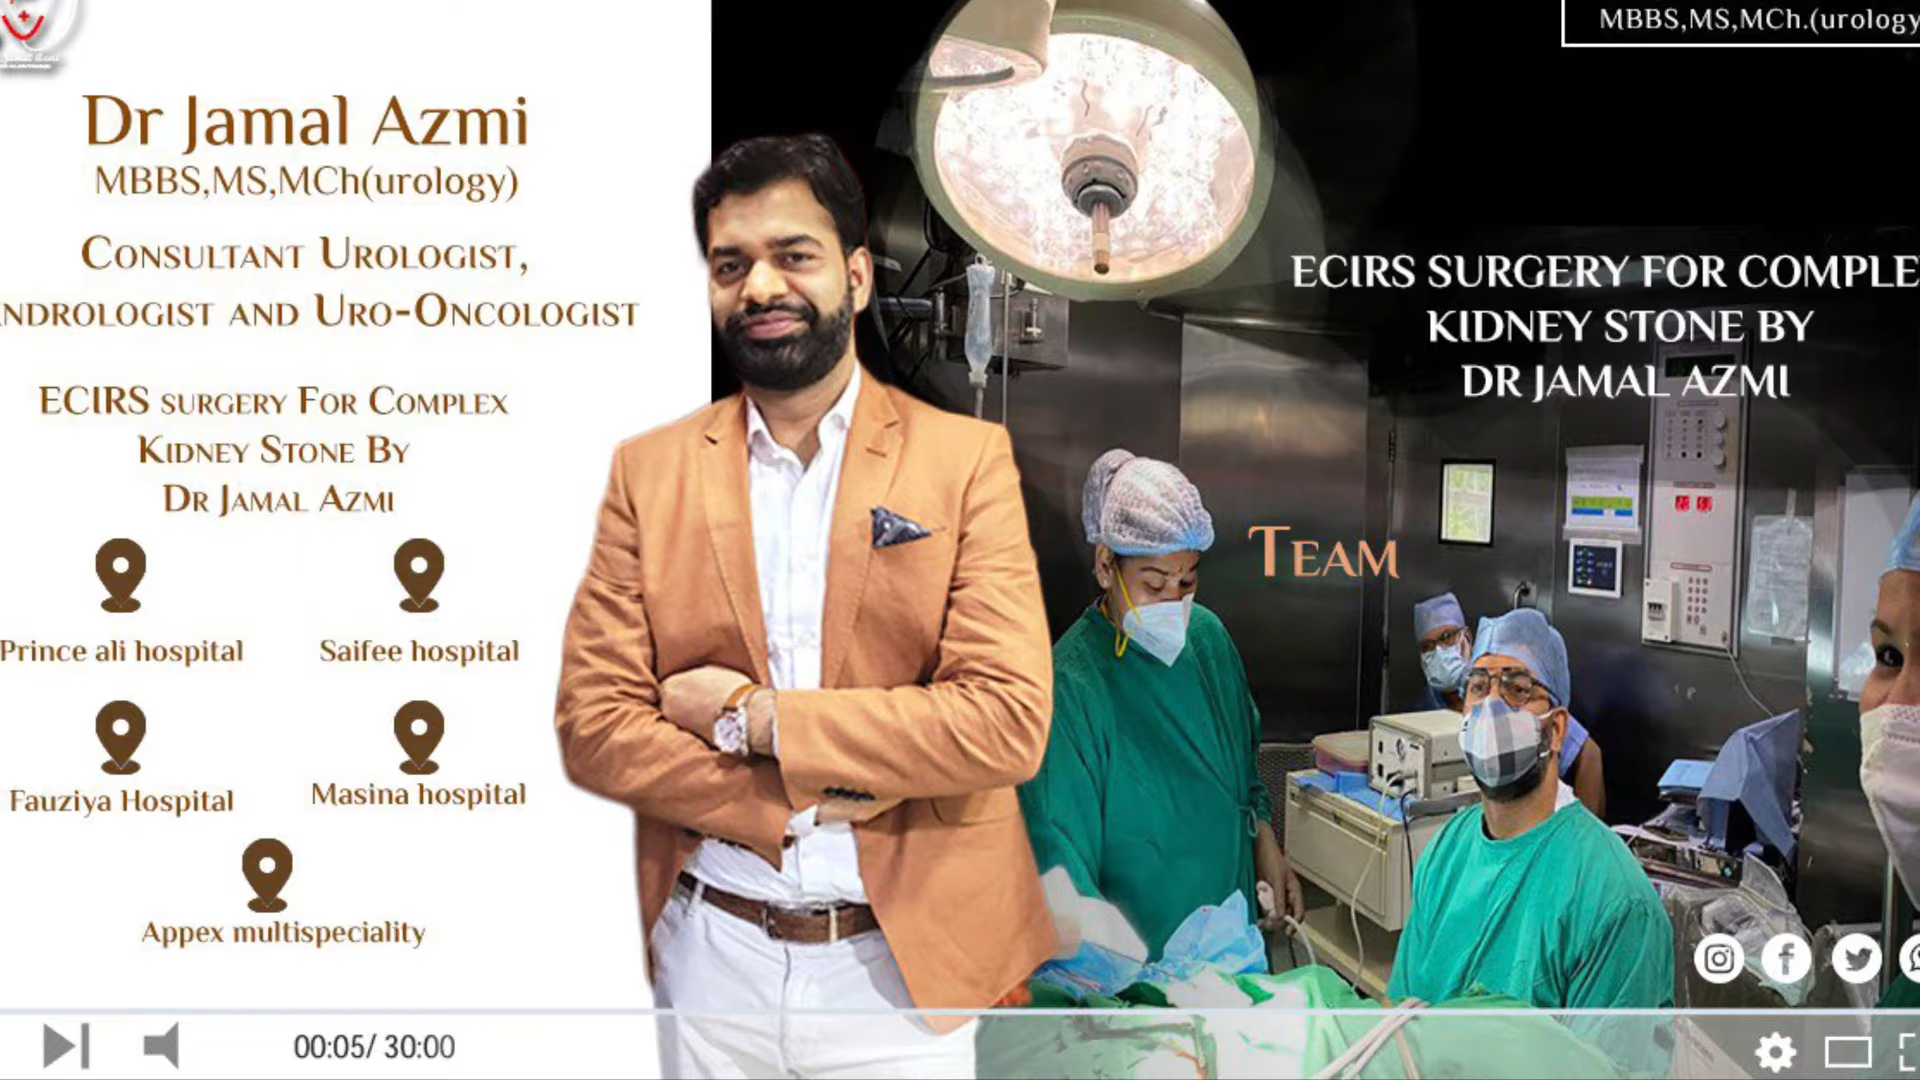 Dr Jamal Azmi
MBBS,MS,MCh(urology)
Consultant Urologist,
ndrologist and Uro-Oncologist
ECIRS surgery For Complex
Kidney Stone By
Dr Jamal Azmi
Prince ali hospital
Saifee hospital
Fauziya Hospital
Masina hospital
Appex multispeciality
MBBS,MS,MCh.(urology
ECIRS SURGERY FOR COMPLE
KIDNEY STONE BY
DR JAMAL AZMI
Team
00:05/ 30:00